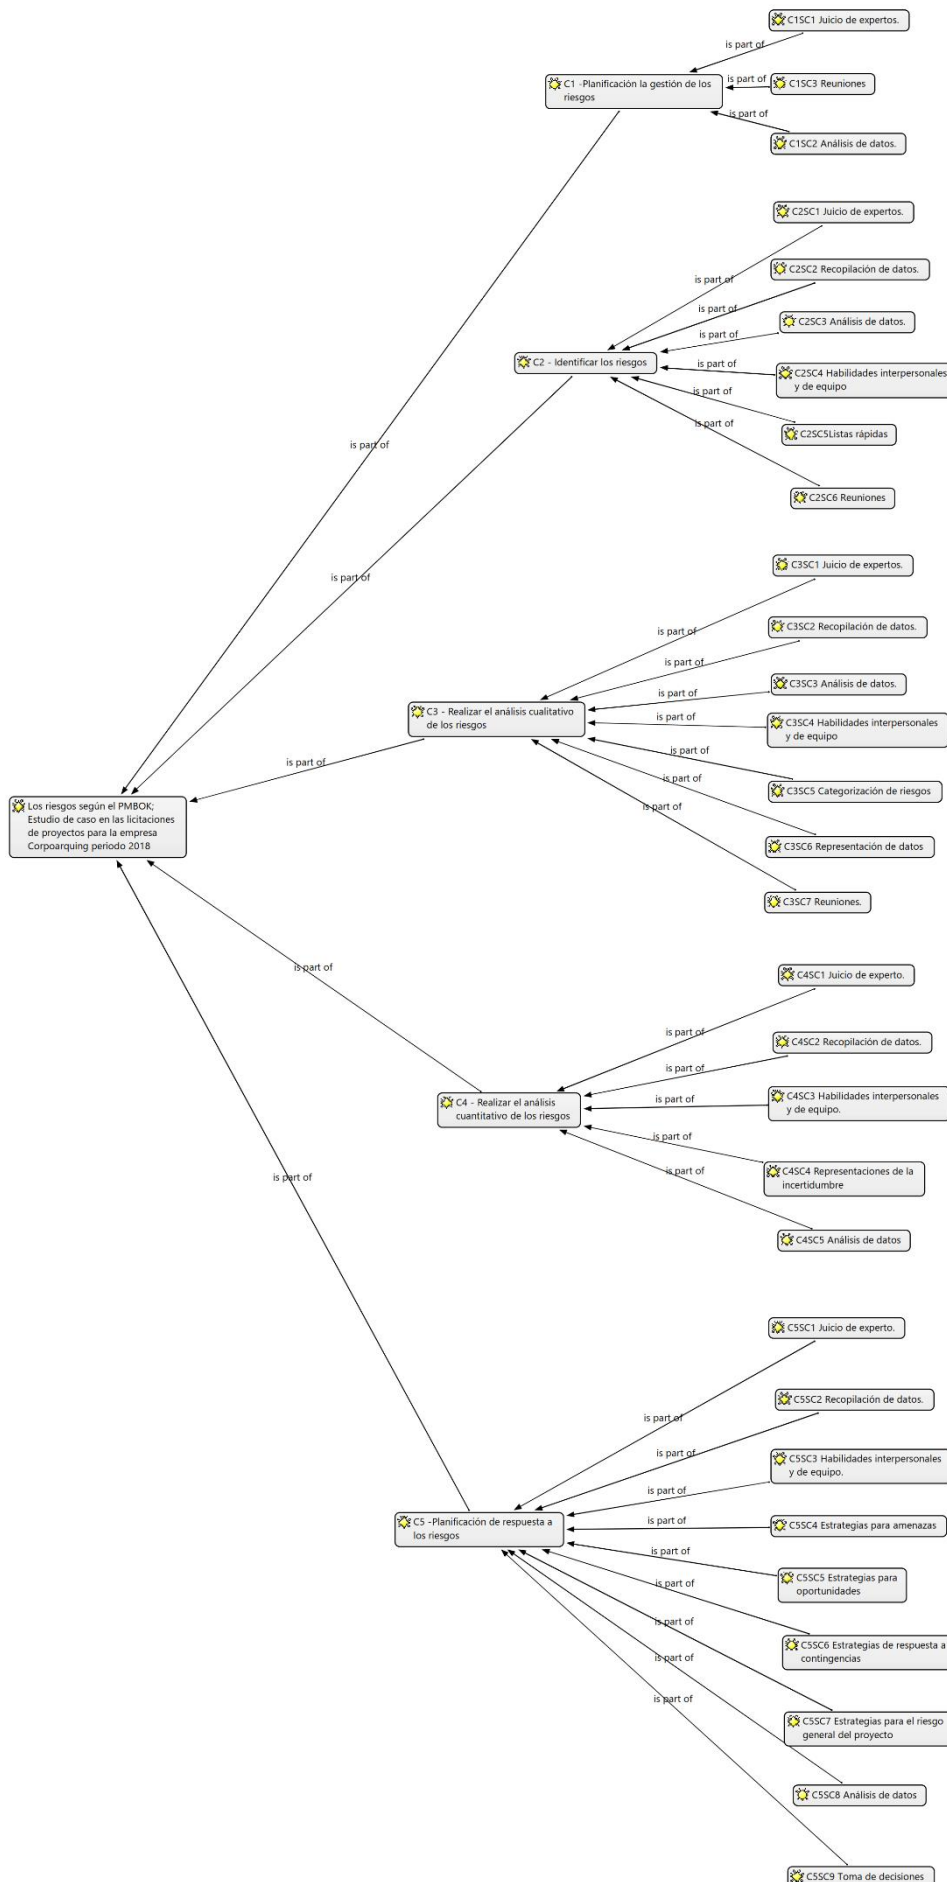 C1SC1 Juicio de expertos.
is part of
C1 -Planificación la gestión de los
riesgos
is part of
C1SC3 Reuniones
is part of
C1SC2 Análisis de datos.
C2SC1 Juicio de expertos.
is part of
C2SC2 Recopilación de datos.
is part of
C2SC3 Análisis de datos.
is part of
C2 - Identificar los riesgos
is part of
C2SC4 Habilidades interpersonales
y de equipo
is part of
C2SC5Listas rápidas
is part of
C2SC6 Reuniones
is part of
is part of
C3SC1 Juicio de expertos.
is part of
C3SC2 Recopilación de datos.
is part of
C3SC3 Análisis de datos.
is part of
C3 - Realizar el análisis cualitativo
de los riesgos
is part of
C3SC4 Habilidades interpersonales
y de equipo
is part of
C3SC5 Categorización de riesgos
is part of
C3SC6 Representación de datos
is part of
C3SC7 Reuniones.
is part of
Los riesgos según el PMBOK;
Estudio de caso en las licitaciones
de proyectos para la empresa
Corpoarquing periodo 2018
is part of
C4SC1 Juicio de experto.
is part of
C4SC2 Recopilación de datos.
is part of
C4 - Realizar el análisis
cuantitativo de los riesgos
is part of
C4SC3 Habilidades interpersonales
y de equipo.
is part of
C4SC4 Representaciones de la
incertidumbre
is part of
C4SC5 Análisis de datos
is part of
C5SC1 Juicio de experto.
is part of
C5SC2 Recopilación de datos.
is part of
C5SC3 Habilidades interpersonales
y de equipo.
is part of
C5 -Planificación de respuesta a
los riesgos
is part of
C5SC4 Estrategias para amenazas
is part of
C5SC5 Estrategias para
oportunidades
is part of
C5SC6 Estrategias de respuesta a
contingencias
is part of
C5SC7 Estrategias para el riesgo
general del proyecto
is part of
C5SC8 Análisis de datos
is part of
C5SC9 Toma de decisiones